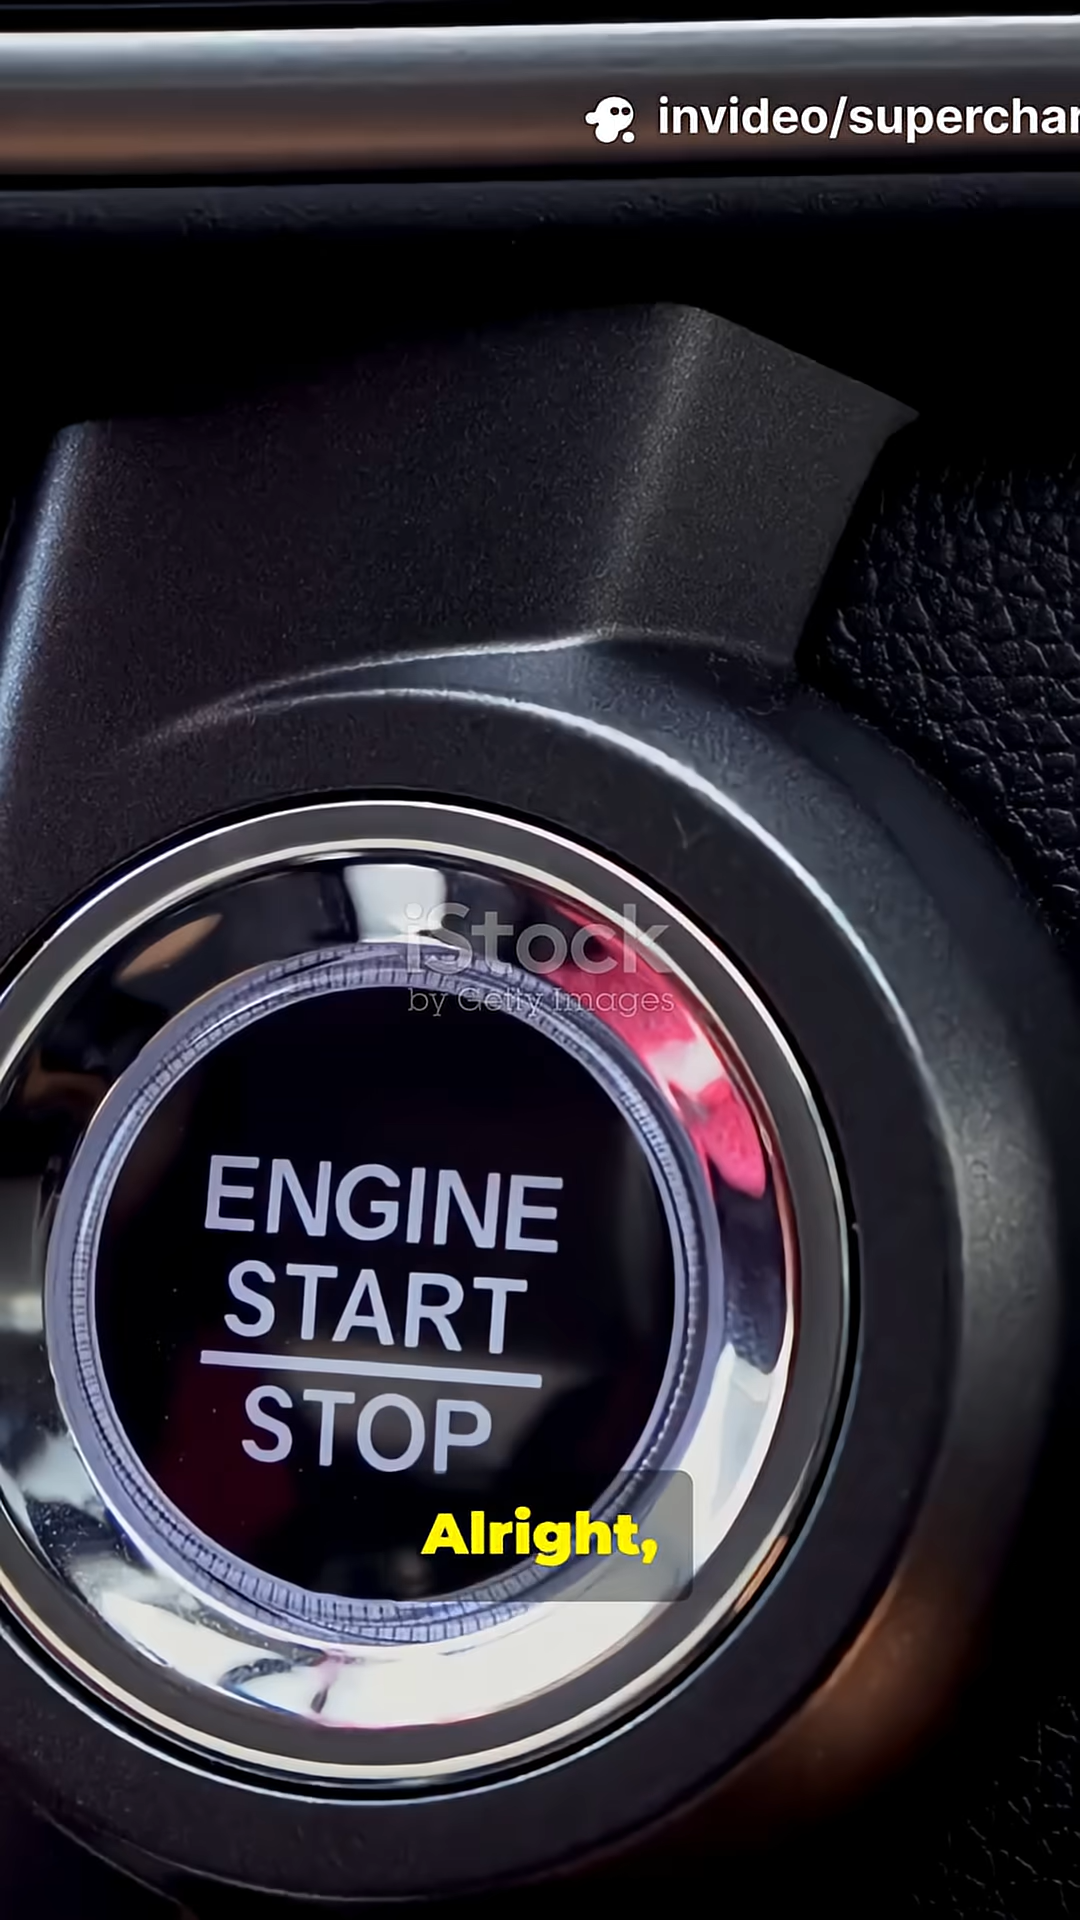 invideo/superchar
iStock
by Getty Images
ENGINE
START
STOP
Alright,